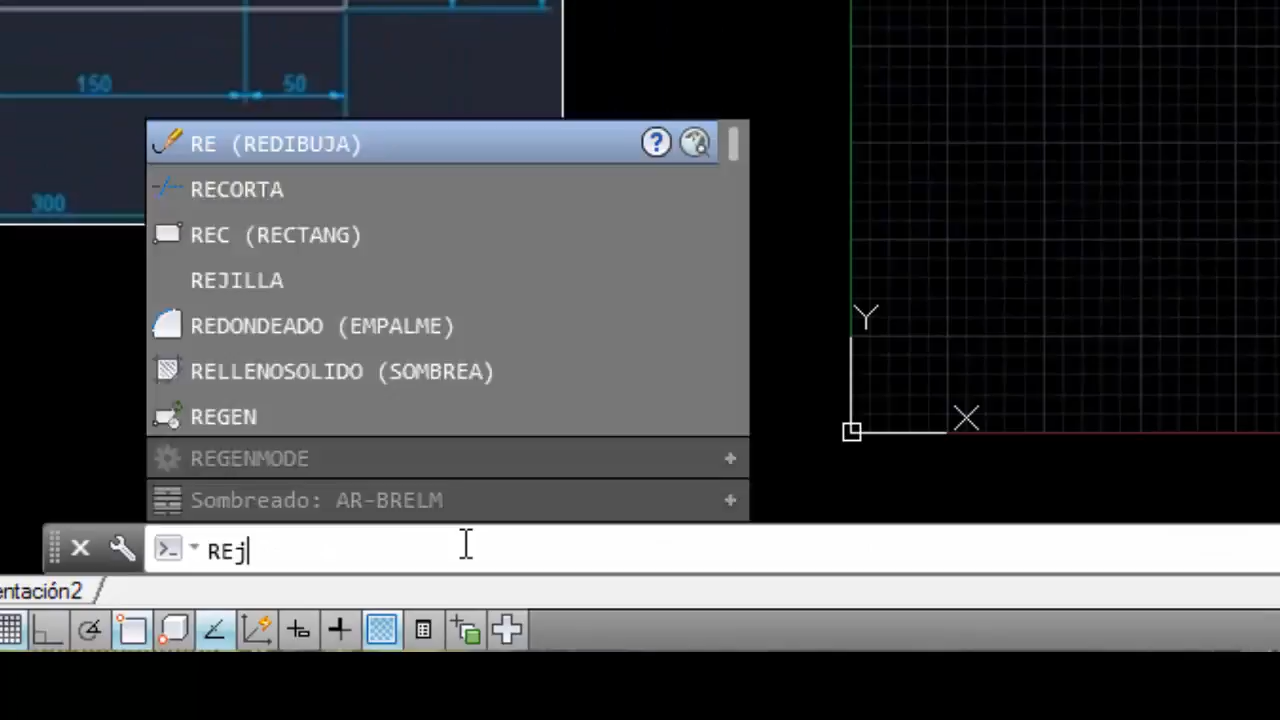 150
50
300
RE (REDIBUJA)
RECORTA
REC (RECTANG)
REJILLA
REDONDEADO (EMPALME)
RELLENOSOLIDO (SOMBREA)
REGEN
REGENMODE
Sombreado: AR-BRELM
Y
X
REj
entación2